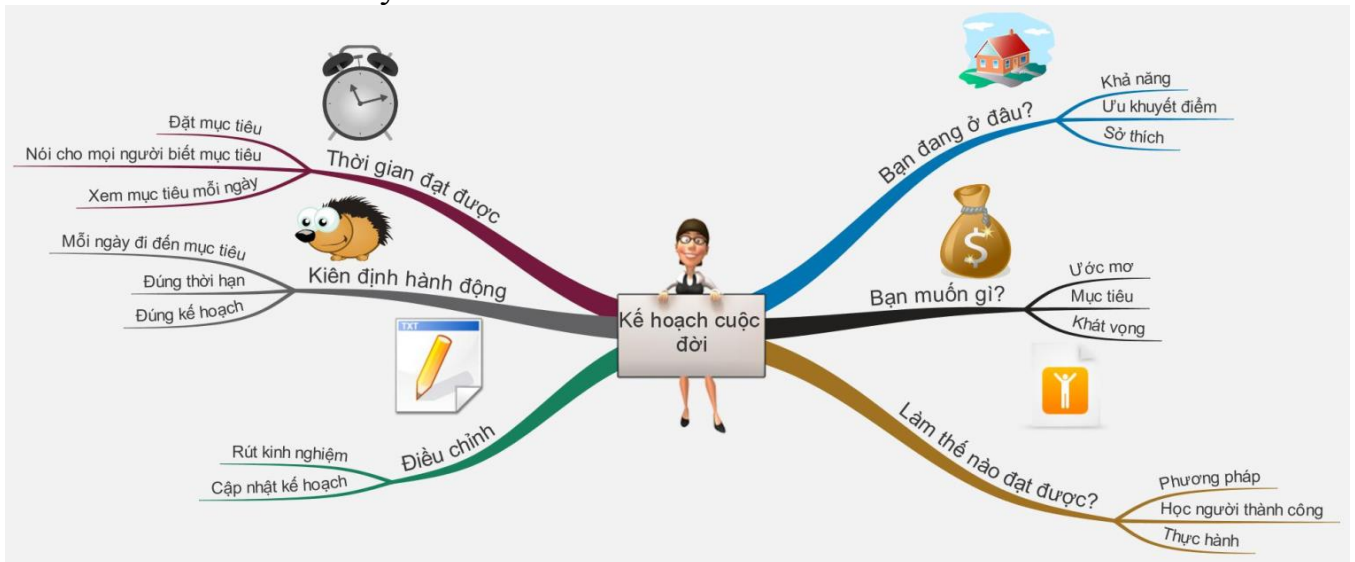 y
Kế hoạch cuộc
đời
Bạn đang ở đâu?
Khả năng
Ưu khuyết điểm
Sở thích
Bạn muốn gì?
Ước mơ
Mục tiêu
Khát vọng
Làm thế nào đạt được?
Phương pháp
Học người thành công
Thực hành
Thời gian đạt được
Đặt mục tiêu
Nói cho mọi người biết mục tiêu
Xem mục tiêu mỗi ngày
Kiên định hành động
Mỗi ngày đi đến mục tiêu
Đúng thời hạn
Đúng kế hoạch
TXT
Điều chỉnh
Rút kinh nghiệm
Cập nhật kế hoạch
$